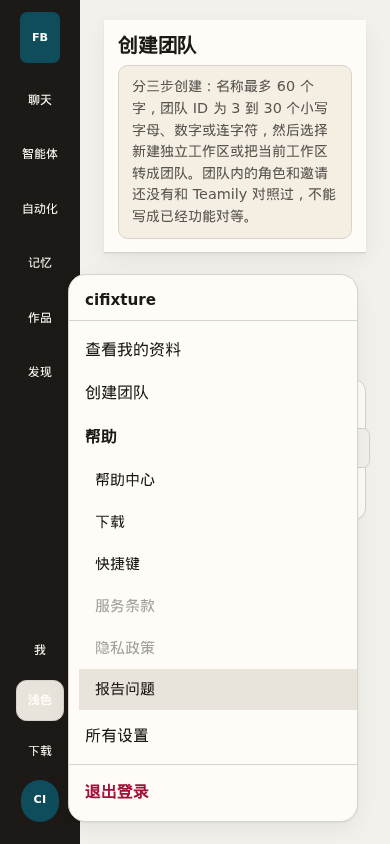 FB
聊天
智能体
自动化
记忆
作品
发现
我
浅色
下载
CI
创建团队
分三步创建：名称最多 60 个
字，团队 ID 为 3 到 30 个小写
字母、数字或连字符，然后选择
新建独立工作区或把当前工作区
转成团队。团队内的角色和邀请
还没有和 Teamily 对照过，不能
写成已经功能对等。
cifixture
查看我的资料
创建团队
帮助
帮助中心
下载
快捷键
服务条款
隐私政策
报告问题
所有设置
退出登录